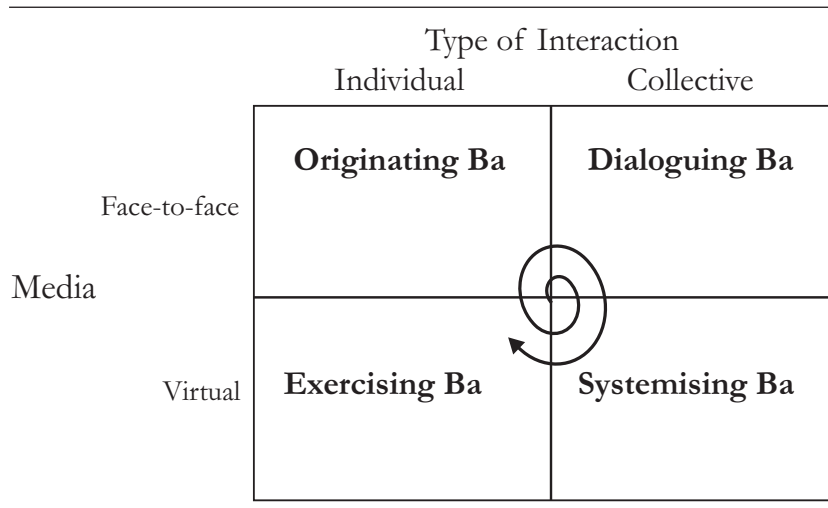 Type of Interaction
Individual Collective
Originating Ba Dialoguing Ba
Face-to-face
Media
Exercising Ba Systemising Ba
Virtual